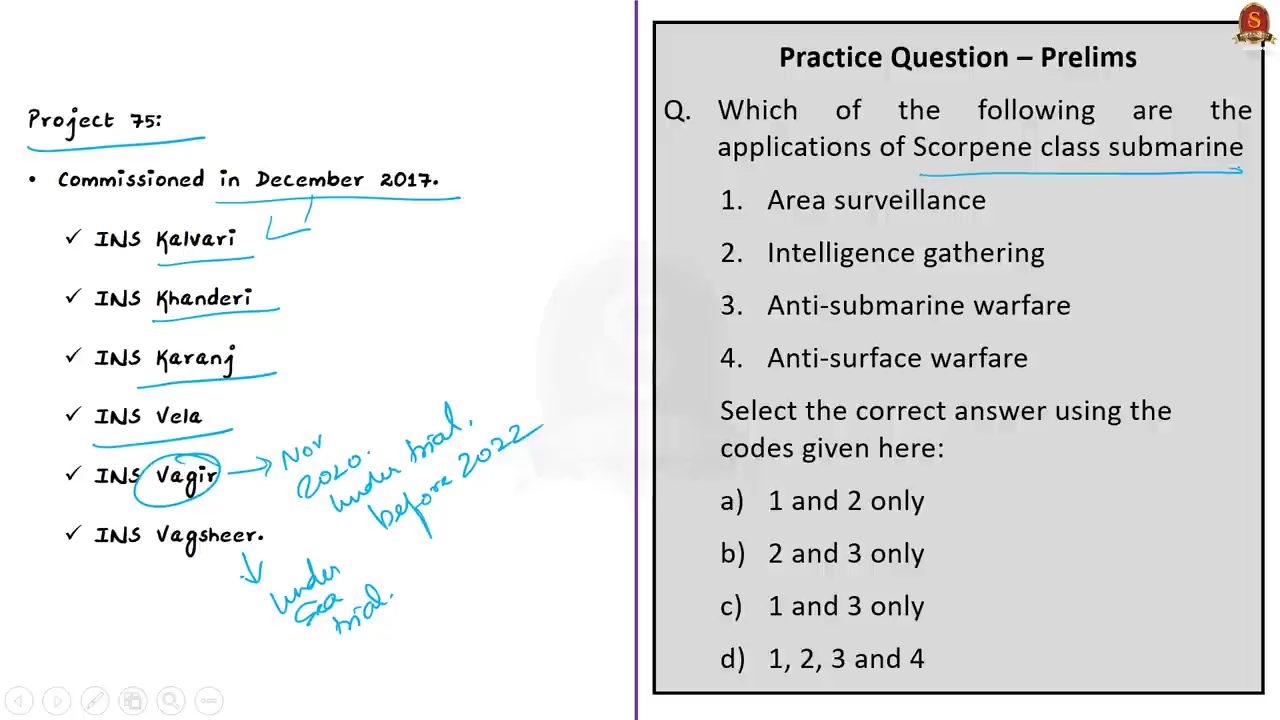 Project 75:
• Commissioned in December 2017.
✓ INS Kalvari
✓ INS Khanderi
✓ INS Karanj
✓ INS Vela
✓ INS Vagir
Nov
2020.
under trial.
before 2022
✓ INS Vagsheer.
under
Sea
trial.
Practice Question – Prelims
Q. Which of the following are the
applications of Scorpene class submarine
1. Area surveillance
2. Intelligence gathering
3. Anti-submarine warfare
4. Anti-surface warfare
Select the correct answer using the
codes given here:
a) 1 and 2 only
b) 2 and 3 only
c) 1 and 3 only
d) 1, 2, 3 and 4